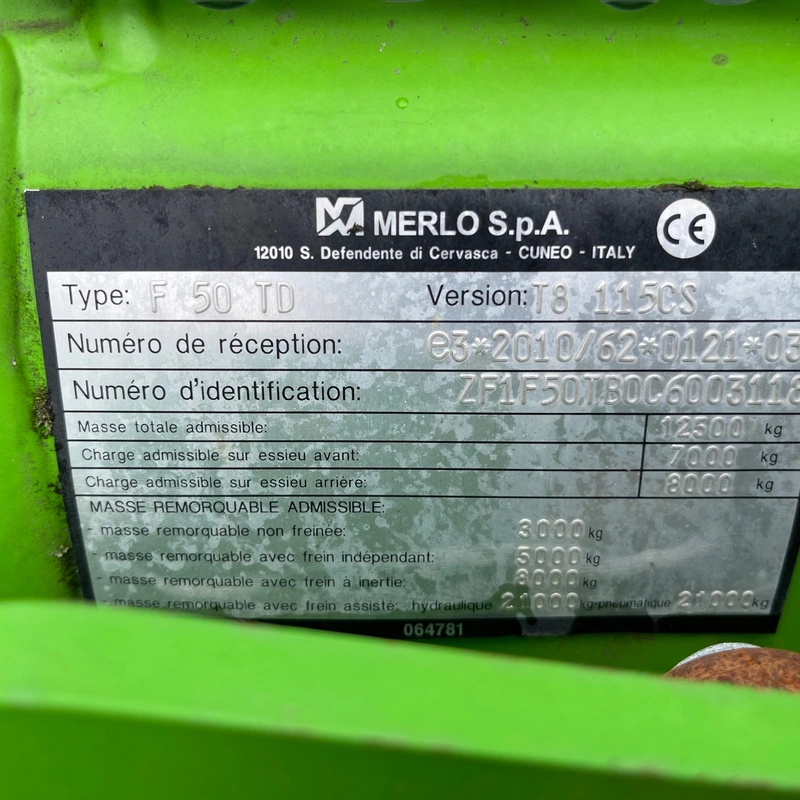 MERLO S.p.A.
CE
12010 S. Defendente di Cervasca - CUNEO - ITALY
Type: F 50 TD Version: T8 115CS
Numéro de réception: e3*2010/62*0121*03
Numéro d'identification: ZF1F50TB0C6003118
Masse totale admissible: 12500 kg
Charge admissible sur essieu avant: 7000 kg
Charge admissible sur essieu arrière: 8000 kg
MASSE REMORQUABLE ADMISSIBLE:
- masse remorquable non freinée: 3000 kg
- masse remorquable avec frein indépendant: 5000 kg
- masse remorquable avec frein à inertie: 8000 kg
- masse remorquable avec frein assisté: hydraulique 21000 kg-pneumatique 21000 kg
064781